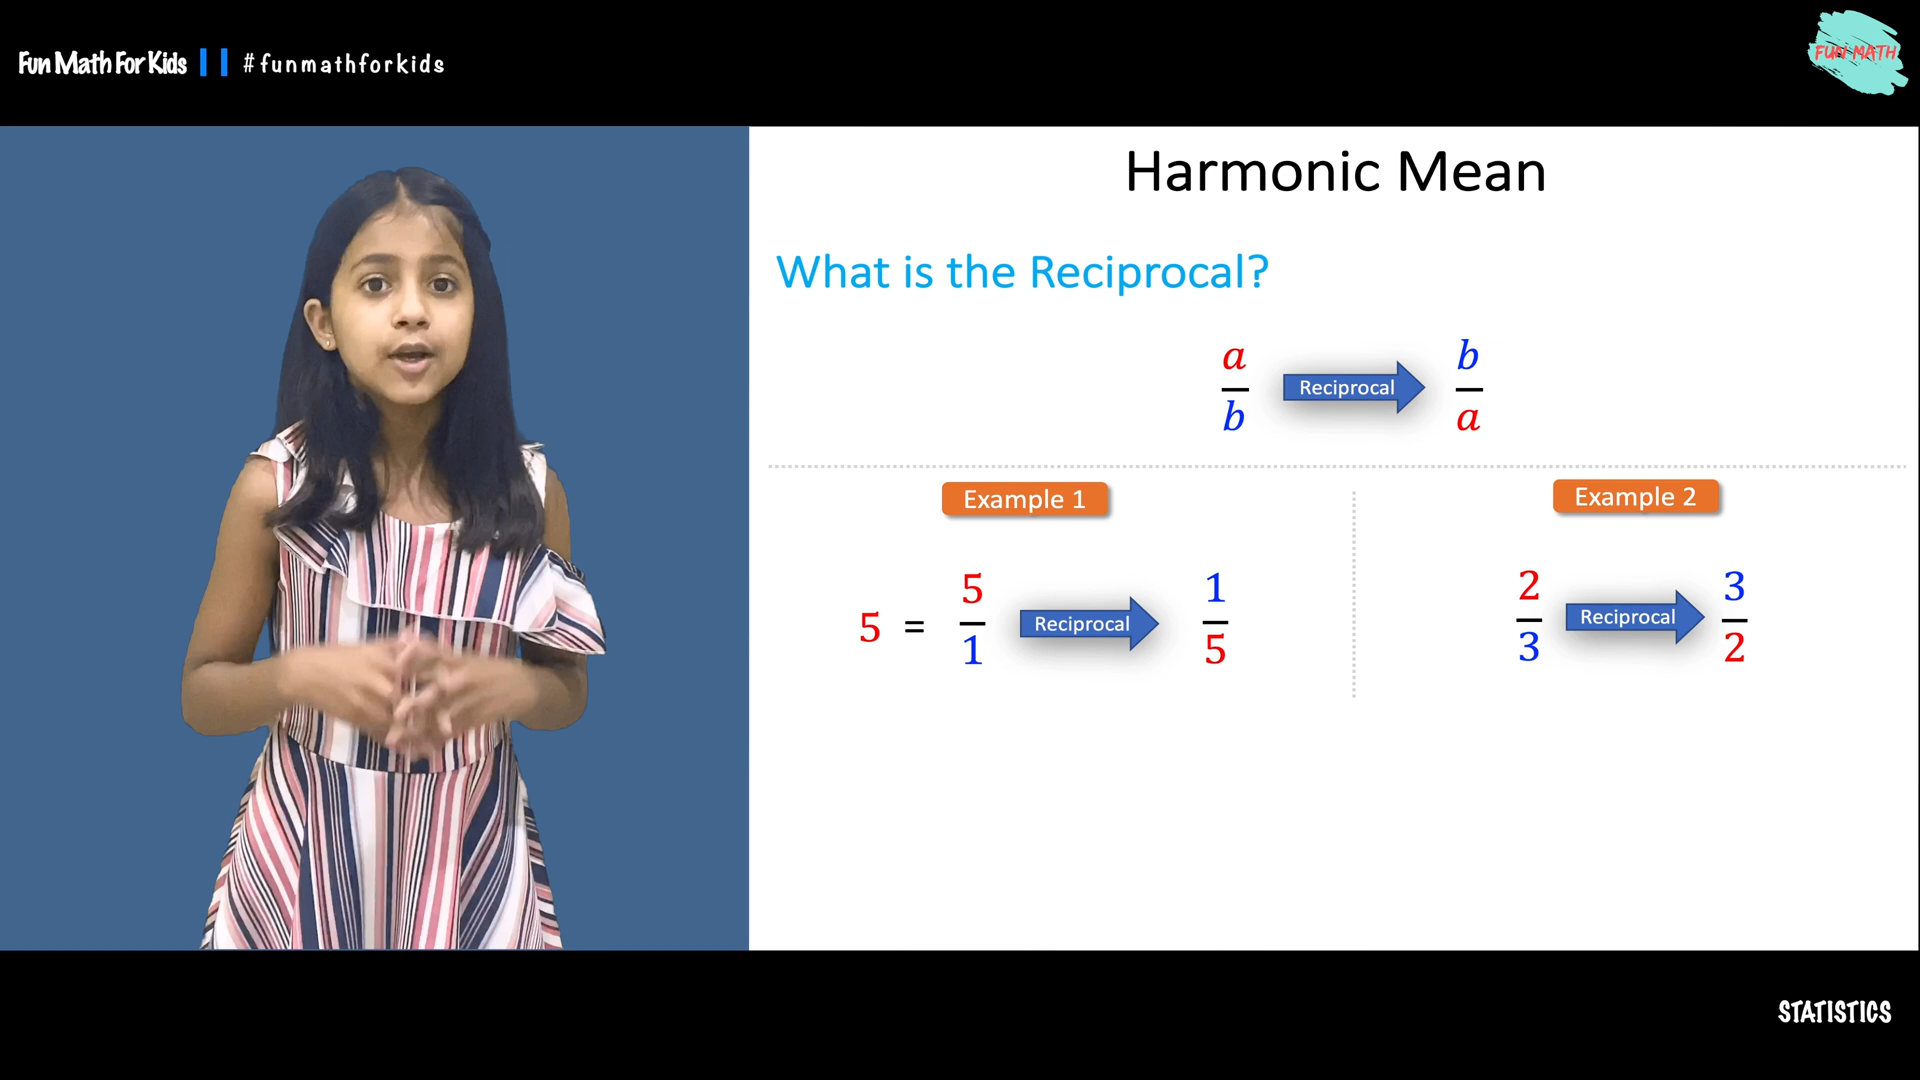 Fun Math For Kids || #funmathforkids
FUN MATH
Harmonic Mean
What is the Reciprocal?
a/b Reciprocal b/a
Example 1
5 = 5/1 Reciprocal 1/5
Example 2
2/3 Reciprocal 3/2
STATISTICS